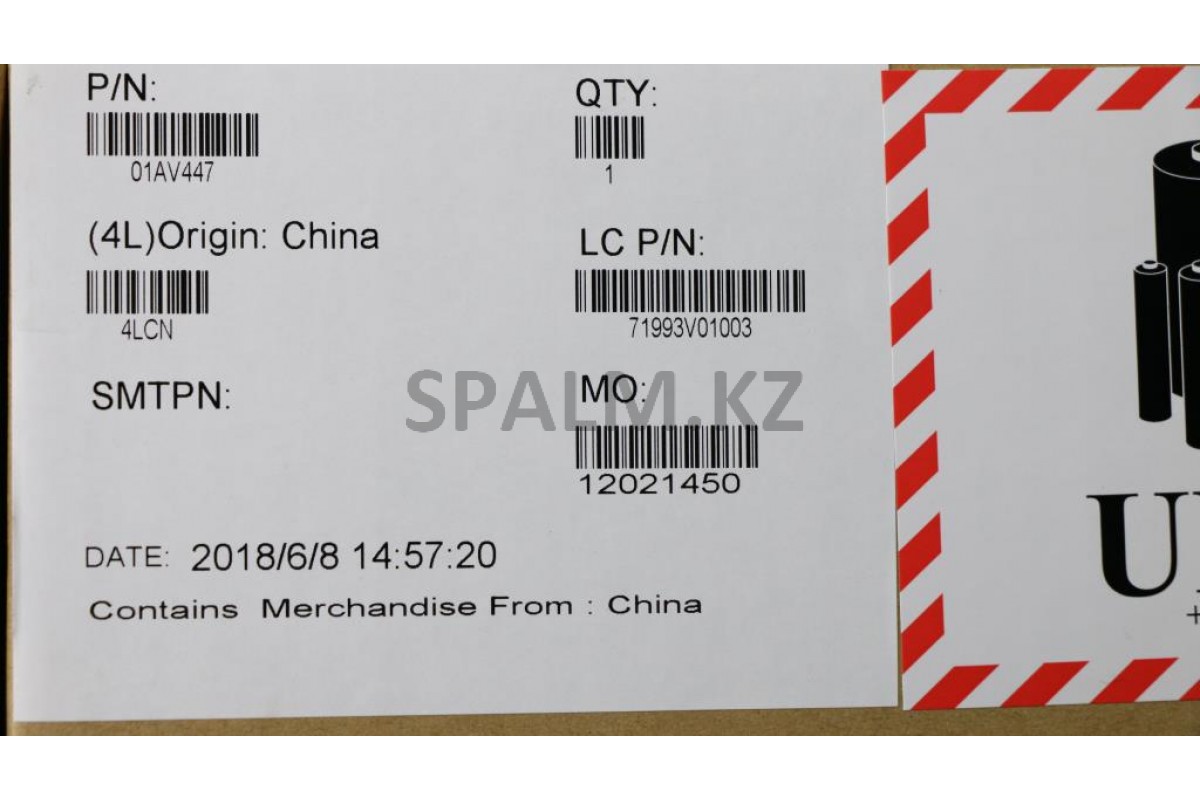 P/N:
01AV447
QTY:
1
(4L)Origin: China
4LCN
LC P/N:
71993V01003
SMTPN:
MO:
12021450
SPALM.KZ
DATE: 2018/6/8 14:57:20
Contains Merchandise From : China